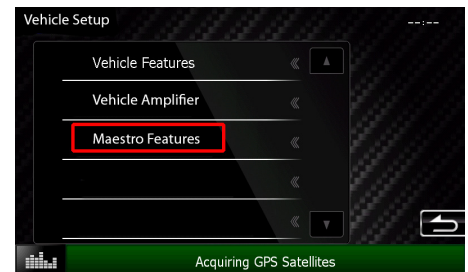 Vehicle Setup
--:--
Vehicle Features
Vehicle Amplifier
Maestro Features
Acquiring GPS Satellites